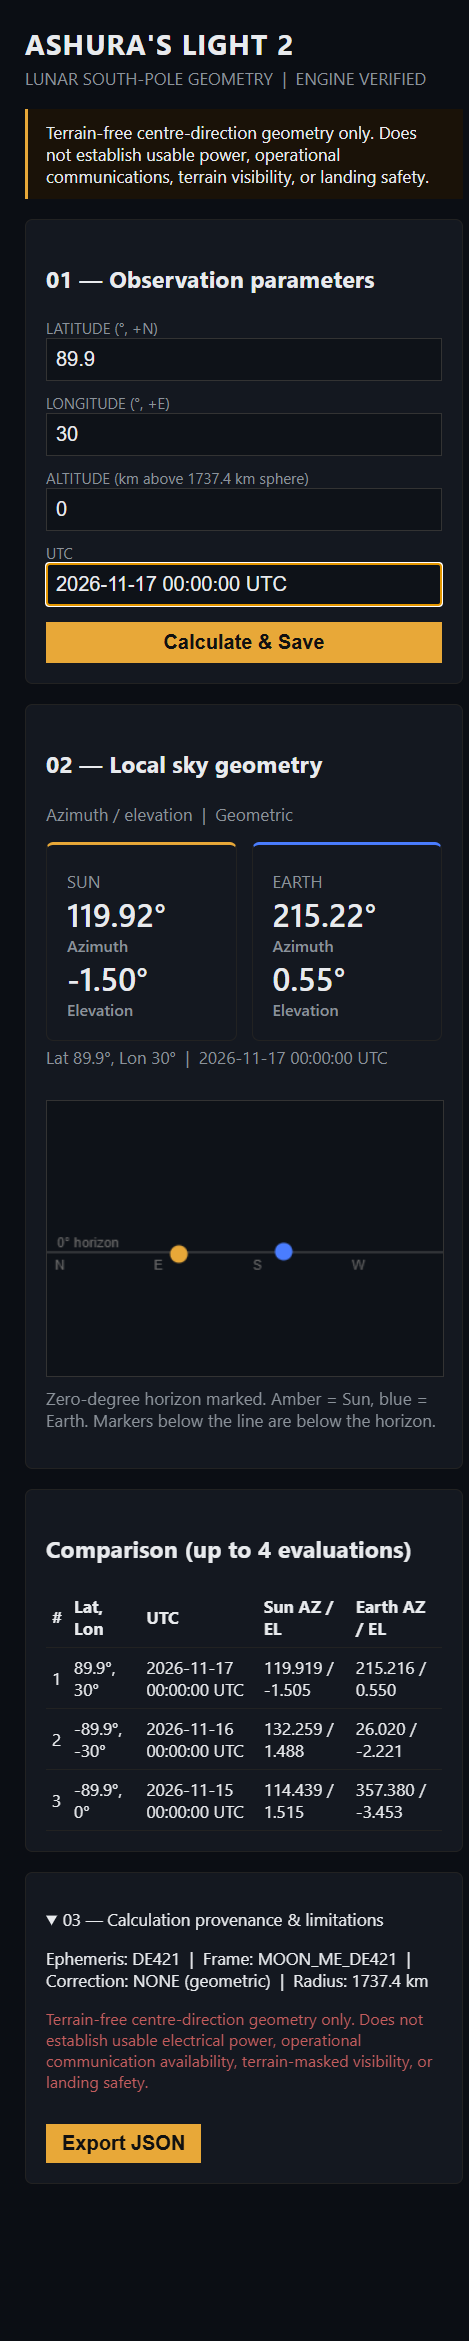 ASHURA'S LIGHT 2
LUNAR SOUTH-POLE GEOMETRY | ENGINE VERIFIED
Terrain-free centre-direction geometry only. Does
not establish usable power, operational
communications, terrain visibility, or landing safety.
01 — Observation parameters
LATITUDE (°, +N)
89.9
LONGITUDE (°, +E)
30
ALTITUDE (km above 1737.4 km sphere)
0
UTC
2026-11-17 00:00:00 UTC
Calculate & Save
02 — Local sky geometry
Azimuth / elevation | Geometric
SUN
119.92°
Azimuth
-1.50°
Elevation
EARTH
215.22°
Azimuth
0.55°
Elevation
Lat 89.9°, Lon 30° | 2026-11-17 00:00:00 UTC
0° horizon
N E S W
Zero-degree horizon marked. Amber = Sun, blue =
Earth. Markers below the line are below the horizon.
Comparison (up to 4 evaluations)
# Lat, Lon UTC Sun AZ / EL Earth AZ / EL
1 89.9°, 30° 2026-11-17 00:00:00 UTC 119.919 / -1.505 215.216 / 0.550
2 -89.9°, -30° 2026-11-16 00:00:00 UTC 132.259 / 1.488 26.020 / -2.221
3 -89.9°, 0° 2026-11-15 00:00:00 UTC 114.439 / 1.515 357.380 / -3.453
▼ 03 — Calculation provenance & limitations
Ephemeris: DE421 | Frame: MOON_ME_DE421 |
Correction: NONE (geometric) | Radius: 1737.4 km
Terrain-free centre-direction geometry only. Does not
establish usable electrical power, operational
communication availability, terrain-masked visibility, or
landing safety.
Export JSON